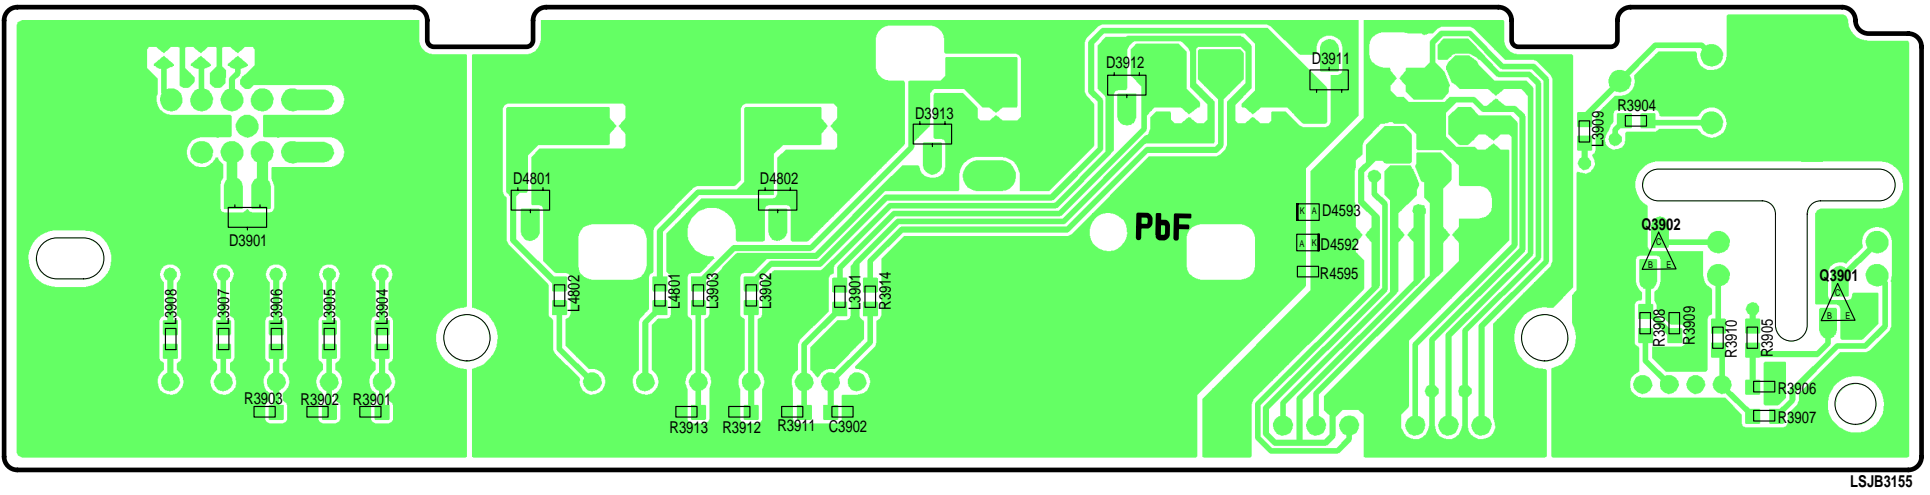 D3911
D3912
R3904
D3913
L3909
D4801
D4802
K A D4593
PbF
Q3902
D3901
C
B E
A K D4592
R4595
Q3901
C
B E
L3908
L3907
L3906
L3905
L3904
L4802
L4801
L3903
L3902
L3901
R3914
R3908
R3909
R3910
R3905
R3903
R3902
R3901
R3906
R3913
R3912
R3911
C3902
R3907
LSJB3155